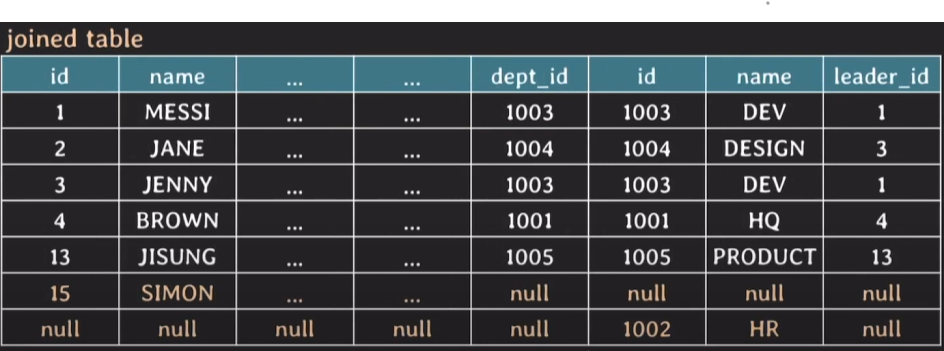 joined table
id name ... ... dept_id id name leader_id
1 MESSI ... ... 1003 1003 DEV 1
2 JANE ... ... 1004 1004 DESIGN 3
3 JENNY ... ... 1003 1003 DEV 1
4 BROWN ... ... 1001 1001 HQ 4
13 JISUNG ... ... 1005 1005 PRODUCT 13
15 SIMON ... ... null null null null
null null null null null 1002 HR null